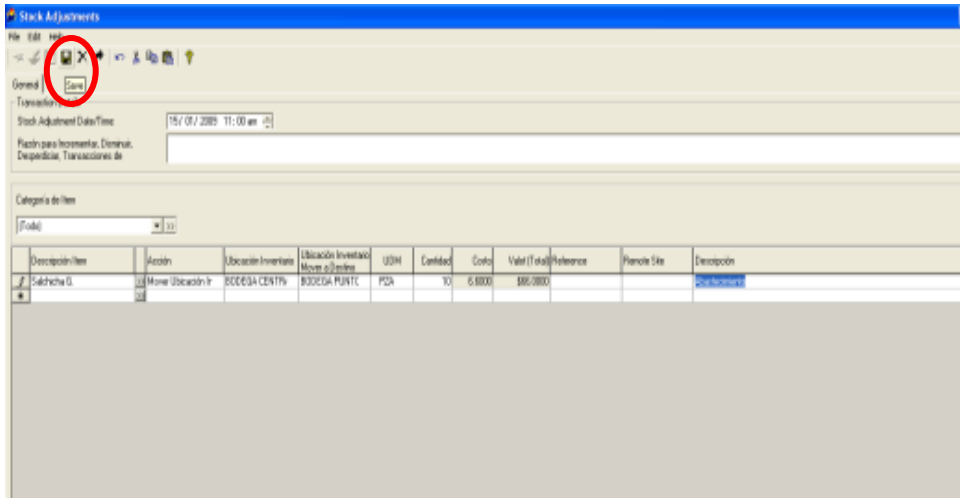 Stock Adjustments
File Edit Help
Save
General
Transaction
Stock Adjustment Date/Time
15/ 01/ 2009 11: 00 am
Razón para Incrementar, Disminuir,
Desperdiciar, Transacciones de
Categoría de Item
(Todo)
Descripción Item Acción Ubicación Inventario Ubicación Inventario Mover a Destino UDM Cantidad Costo Valor (Total) Reference Remote Site Descripción
Salchicha G. Mover Ubicación Ir BODEGA CENTR BODEGA PUNTO PZA 10 6.6000 $66.0000